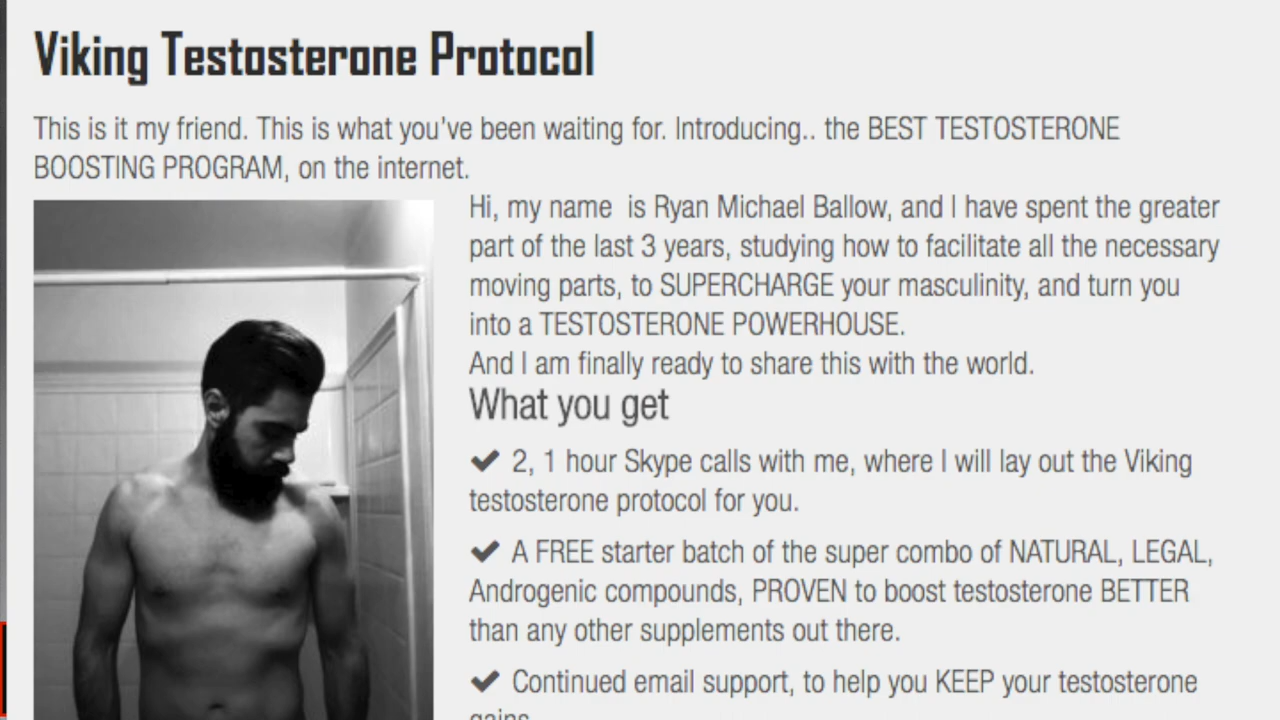 Viking Testosterone Protocol
This is it my friend. This is what you've been waiting for. Introducing.. the BEST TESTOSTERONE
BOOSTING PROGRAM, on the internet.
Hi, my name  is Ryan Michael Ballow, and I have spent the greater
part of the last 3 years, studying how to facilitate all the necessary
moving parts, to SUPERCHARGE your masculinity, and turn you
into a TESTOSTERONE POWERHOUSE.
And I am finally ready to share this with the world.
What you get
✔ 2, 1 hour Skype calls with me, where I will lay out the Viking
testosterone protocol for you.
✔ A FREE starter batch of the super combo of NATURAL, LEGAL,
Androgenic compounds, PROVEN to boost testosterone BETTER
than any other supplements out there.
✔ Continued email support, to help you KEEP your testosterone
gains